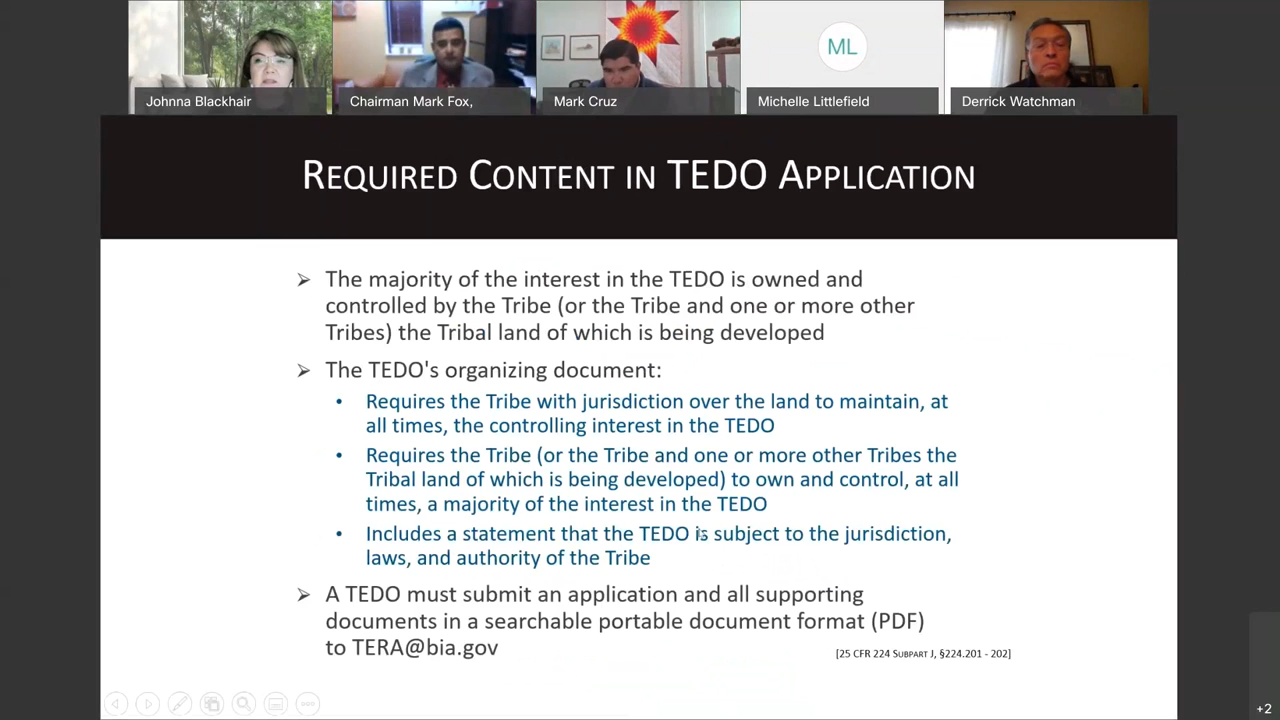 ML
Johnna Blackhair
Chairman Mark Fox,
Mark Cruz
Michelle Littlefield
Derrick Watchman
REQUIRED CONTENT IN TEDO APPLICATION
➢ The majority of the interest in the TEDO is owned and
controlled by the Tribe (or the Tribe and one or more other
Tribes) the Tribal land of which is being developed
➢ The TEDO's organizing document:
• Requires the Tribe with jurisdiction over the land to maintain, at
all times, the controlling interest in the TEDO
• Requires the Tribe (or the Tribe and one or more other Tribes the
Tribal land of which is being developed) to own and control, at all
times, a majority of the interest in the TEDO
• Includes a statement that the TEDO is subject to the jurisdiction,
laws, and authority of the Tribe
➢ A TEDO must submit an application and all supporting
documents in a searchable portable document format (PDF)
to TERA@bia.gov
[25 CFR 224 SUBPART J, §224.201 - 202]
+2